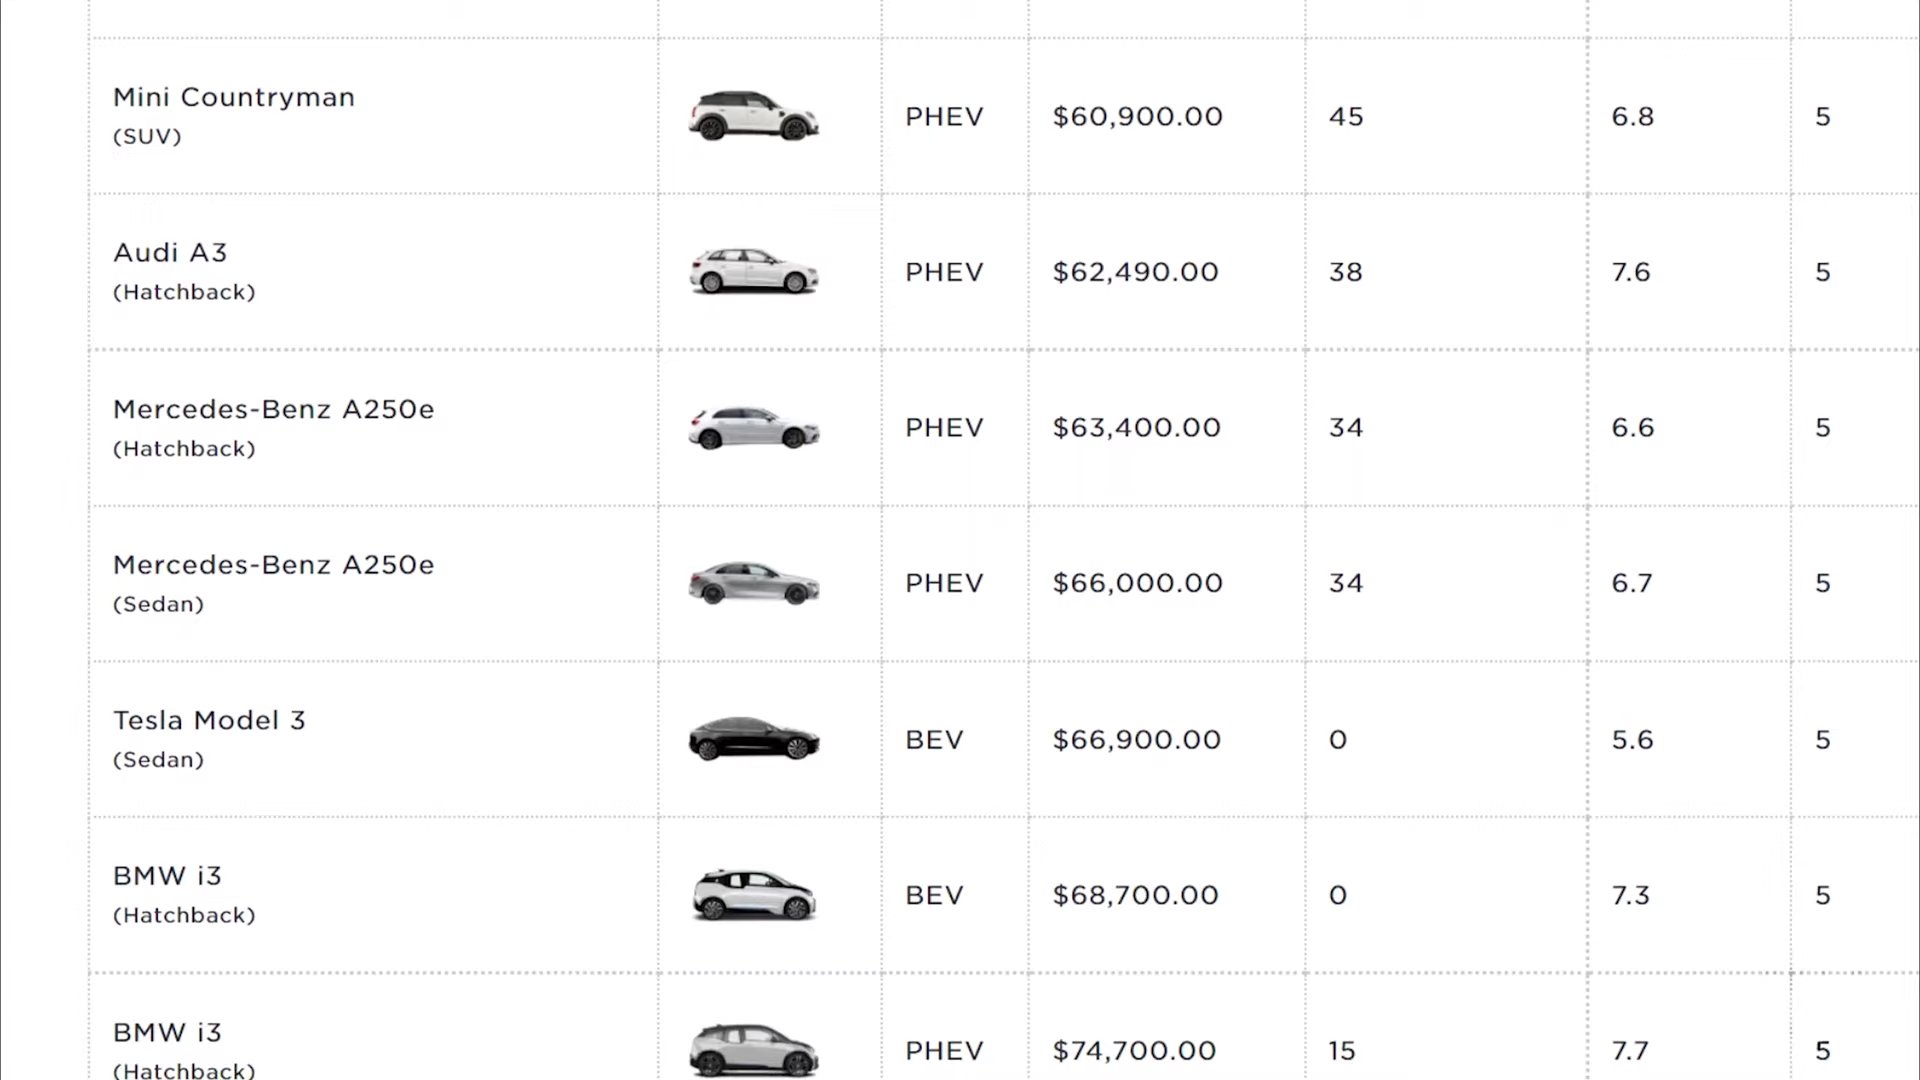 Mini Countryman
(SUV)
PHEV $60,900.00 45 6.8 5
Audi A3
(Hatchback)
PHEV $62,490.00 38 7.6 5
Mercedes-Benz A250e
(Hatchback)
PHEV $63,400.00 34 6.6 5
Mercedes-Benz A250e
(Sedan)
PHEV $66,000.00 34 6.7 5
Tesla Model 3
(Sedan)
BEV $66,900.00 0 5.6 5
BMW i3
(Hatchback)
BEV $68,700.00 0 7.3 5
BMW i3
(Hatchback)
PHEV $74,700.00 15 7.7 5